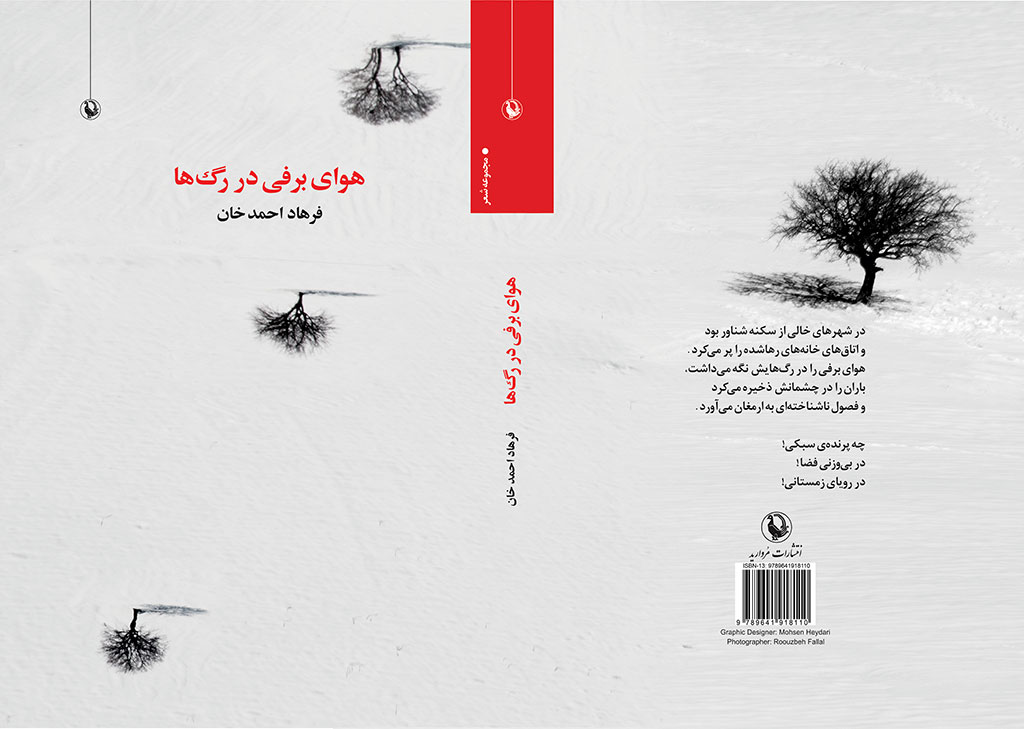 هوای برفی در رگ‌ها
فرهاد احمد خان
مجموعه شعر
هوای برفی در رگ‌ها
فرهاد احمد خان
در شهرهای خالی از سکنه شناور بود
و اتاق‌های خانه‌های رهاشده را پر می‌کرد.
هوای برفی را در رگ‌هایش نگه می‌داشت،
باران را در چشمانش ذخیره می‌کرد
و فصول ناشناخته‌ای به ارمغان می‌آورد.
چه پرنده‌ی سبکی!
در بی‌وزنی فضا!
در رویای زمستانی!
انتشارات مروارید
ISBN-13: 9789641918110
9 789641 918110
Graphic Designer: Mohsen Heydari
Photographer: Roouzbeh Fallal